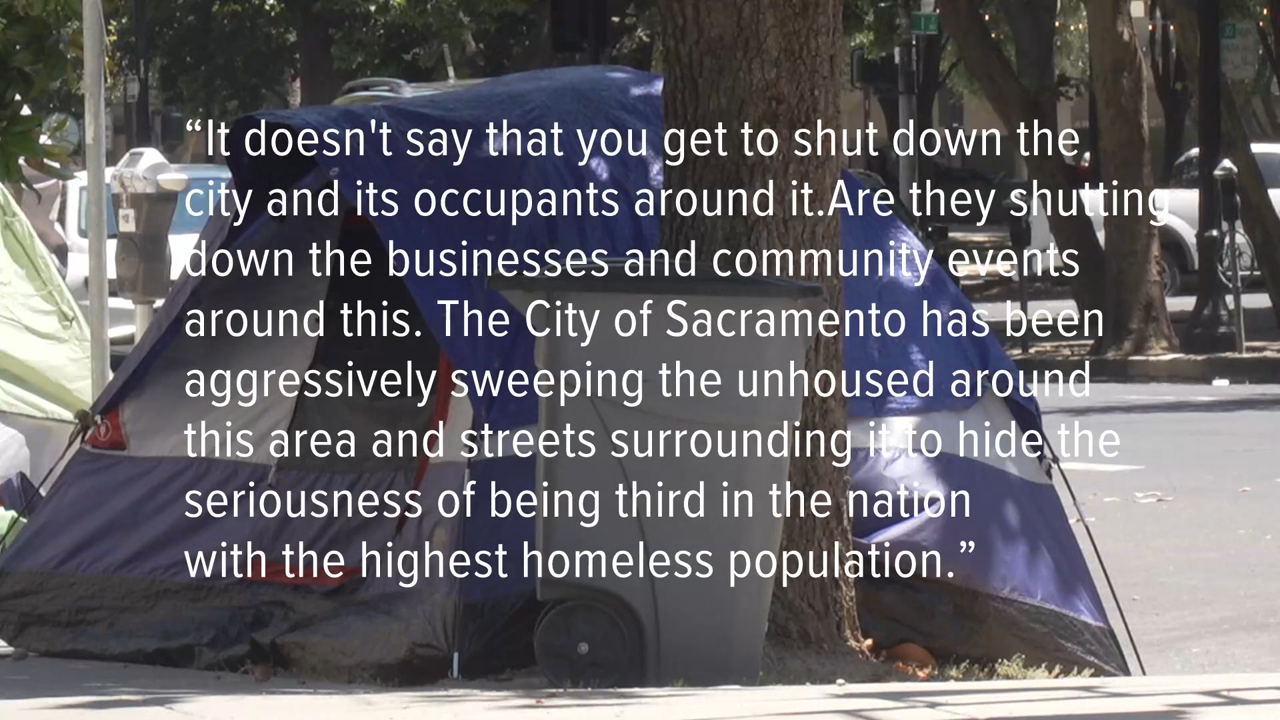 “It doesn't say that you get to shut down the
city and its occupants around it.Are they shutting
down the businesses and community events
around this. The City of Sacramento has been
aggressively sweeping the unhoused around
this area and streets surrounding it to hide the
seriousness of being third in the nation
with the highest homeless population.”